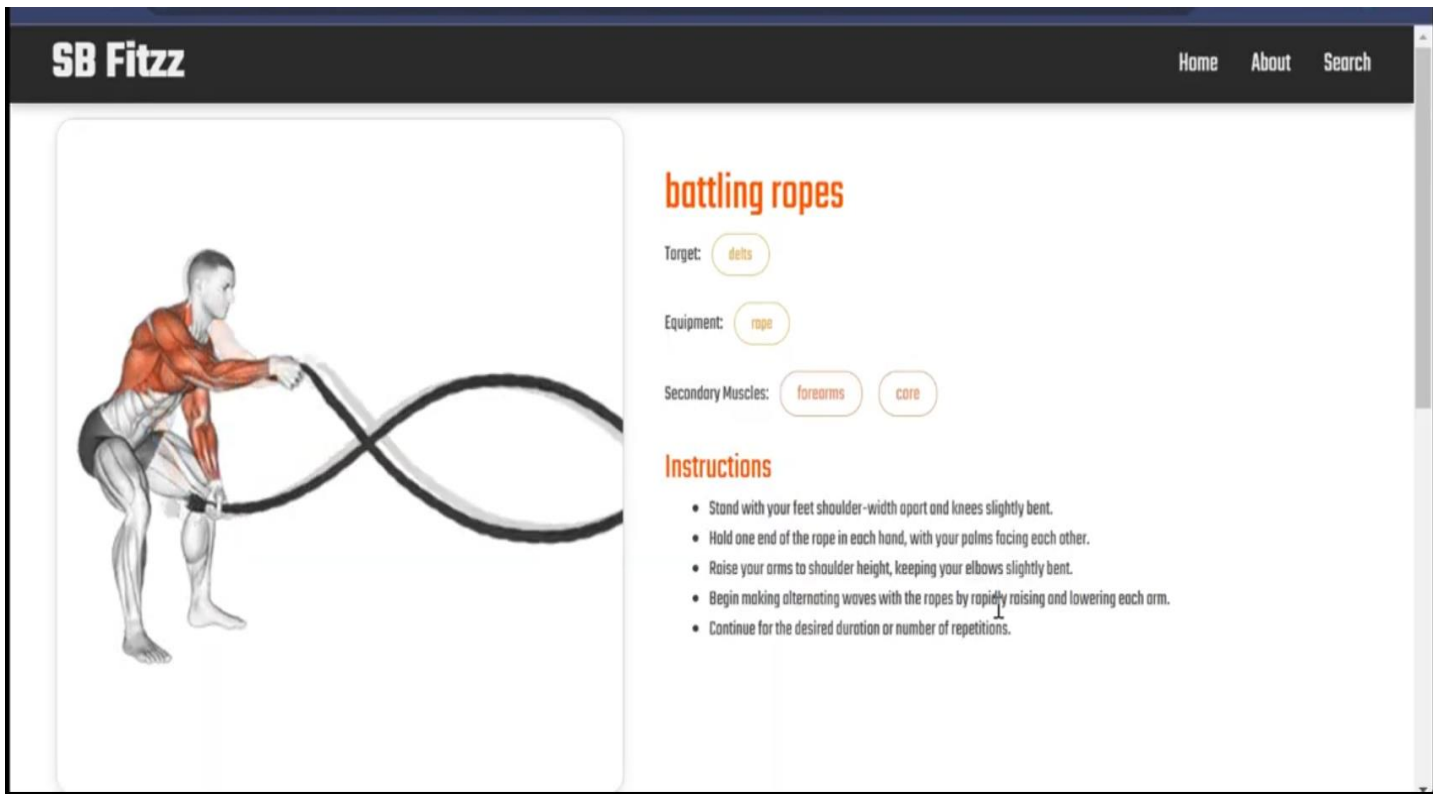 SB Fitzz
Home About Search
battling ropes
Target: delts
Equipment: rope
Secondary Muscles: forearms core
Instructions
• Stand with your feet shoulder-width apart and knees slightly bent.
• Hold one end of the rope in each hand, with your palms facing each other.
• Raise your arms to shoulder height, keeping your elbows slightly bent.
• Begin making alternating waves with the ropes by rapidly raising and lowering each arm.
• Continue for the desired duration or number of repetitions.